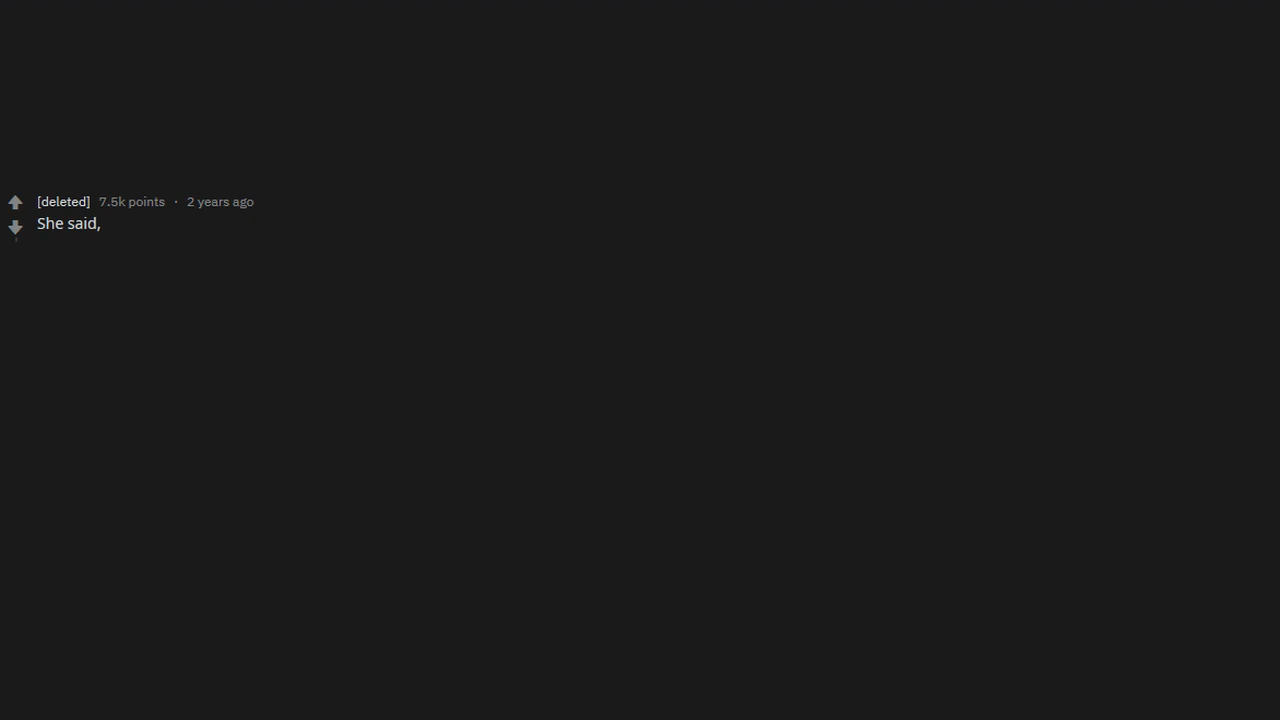 [deleted] 7.5k points · 2 years ago
She said,